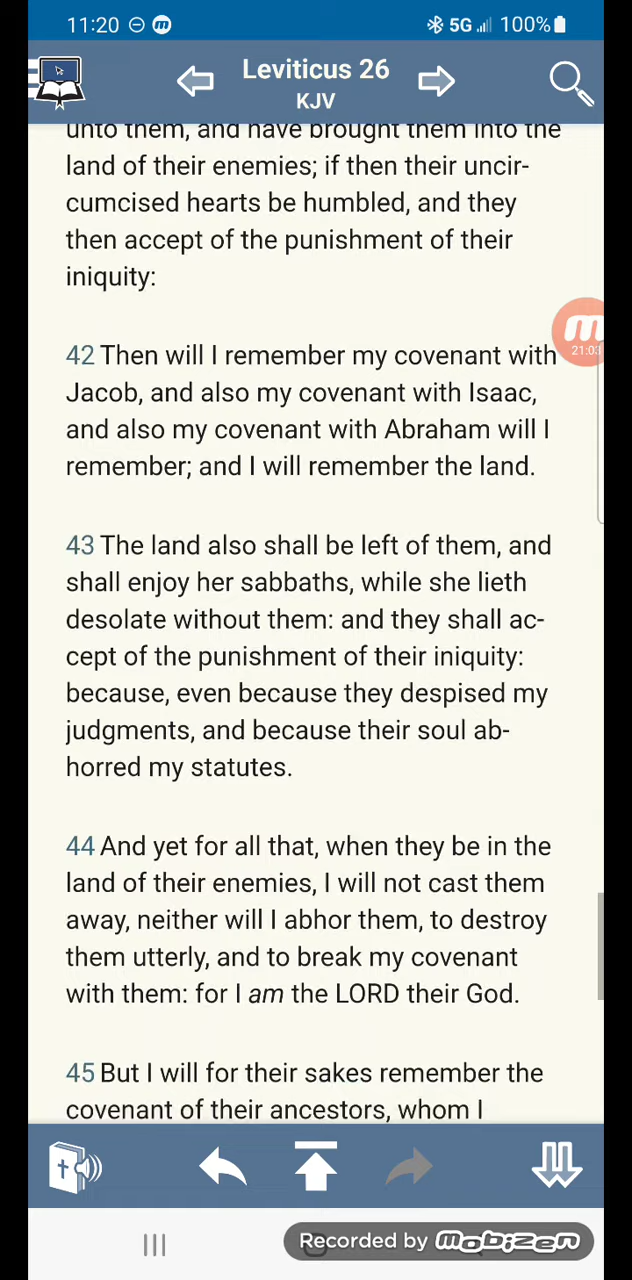 11:20 m 5G 100%
Leviticus 26
KJV
unto them, and have brought them into the
land of their enemies; if then their uncir-
cumcised hearts be humbled, and they
then accept of the punishment of their
iniquity:
m
21:03
42 Then will I remember my covenant with
Jacob, and also my covenant with Isaac,
and also my covenant with Abraham will I
remember; and I will remember the land.
43 The land also shall be left of them, and
shall enjoy her sabbaths, while she lieth
desolate without them: and they shall ac-
cept of the punishment of their iniquity:
because, even because they despised my
judgments, and because their soul ab-
horred my statutes.
44 And yet for all that, when they be in the
land of their enemies, I will not cast them
away, neither will I abhor them, to destroy
them utterly, and to break my covenant
with them: for I am the LORD their God.
45 But I will for their sakes remember the
covenant of their ancestors, whom I
Recorded by mobizen